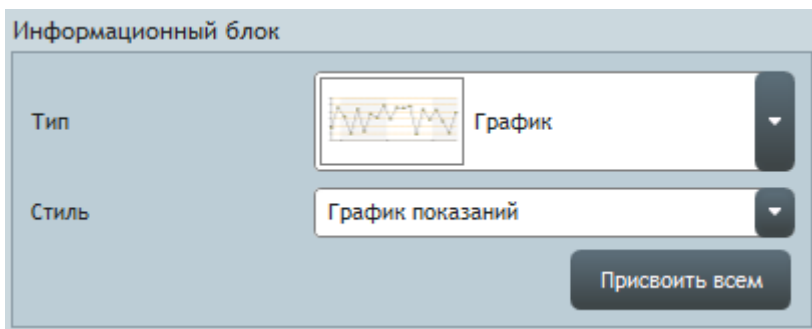 Информационный блок
Тип
График
Стиль
График показаний
Присвоить всем